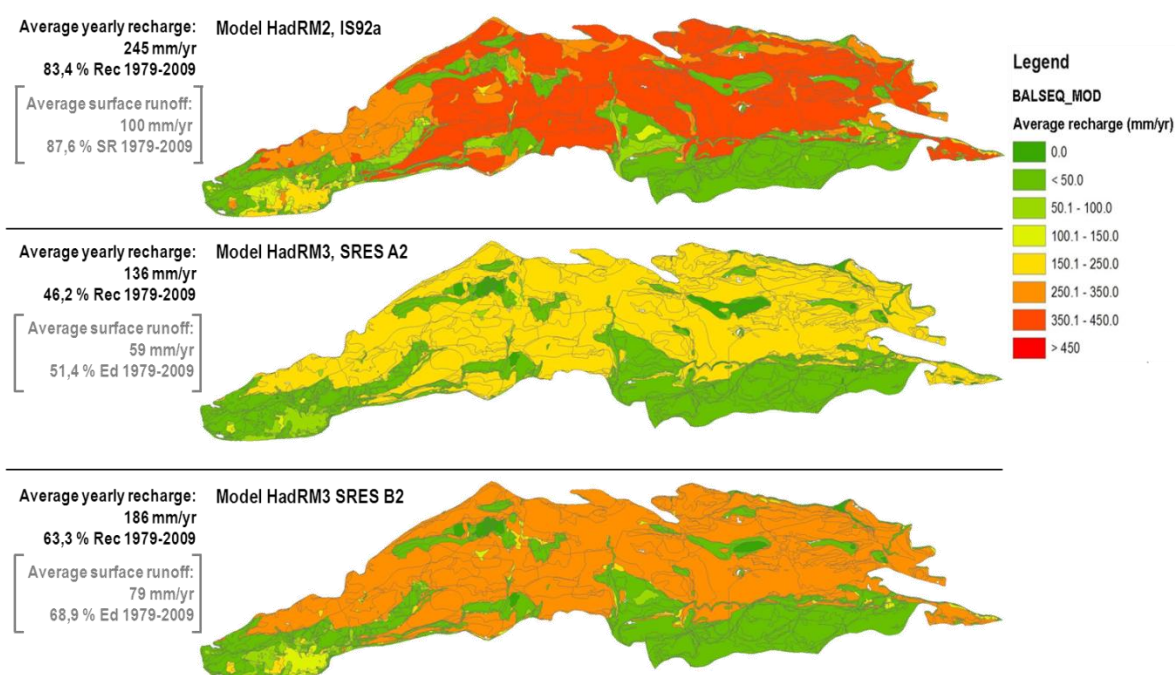 Average yearly recharge:
245 mm/yr
83,4 % Rec 1979-2009
Average surface runoff:
100 mm/yr
87,6 % SR 1979-2009
Model HadRM2, IS92a
Average yearly recharge:
136 mm/yr
46,2 % Rec 1979-2009
Average surface runoff:
59 mm/yr
51,4 % Ed 1979-2009
Model HadRM3, SRES A2
Average yearly recharge:
186 mm/yr
63,3 % Rec 1979-2009
Average surface runoff:
79 mm/yr
68,9 % Ed 1979-2009
Model HadRM3 SRES B2
Legend
BALSEQ_MOD
Average recharge (mm/yr)
0.0
< 50.0
50.1 - 100.0
100.1 - 150.0
150.1 - 250.0
250.1 - 350.0
350.1 - 450.0
> 450